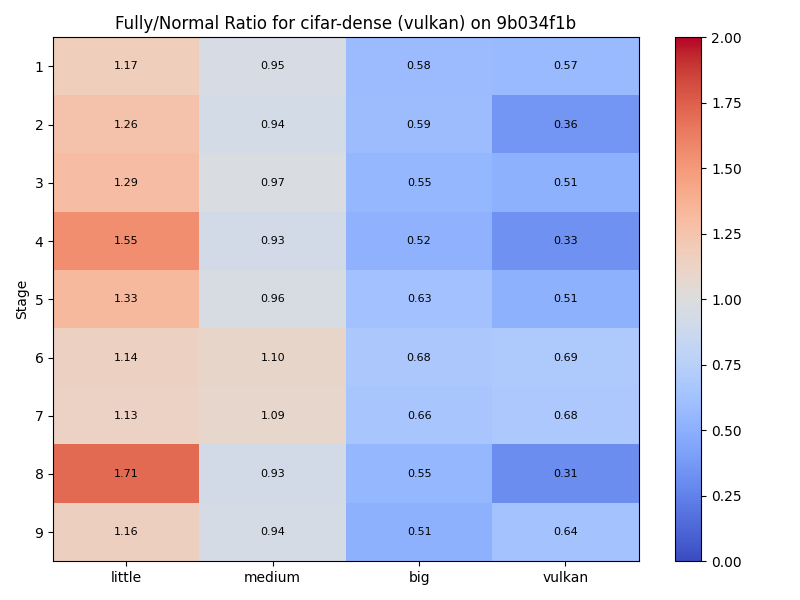 Fully/Normal Ratio for cifar-dense (vulkan) on 9b034f1b
Stage
1 1.17 0.95 0.58 0.57
2 1.26 0.94 0.59 0.36
3 1.29 0.97 0.55 0.51
4 1.55 0.93 0.52 0.33
5 1.33 0.96 0.63 0.51
6 1.14 1.10 0.68 0.69
7 1.13 1.09 0.66 0.68
8 1.71 0.93 0.55 0.31
9 1.16 0.94 0.51 0.64
little medium big vulkan
2.00
1.75
1.50
1.25
1.00
0.75
0.50
0.25
0.00